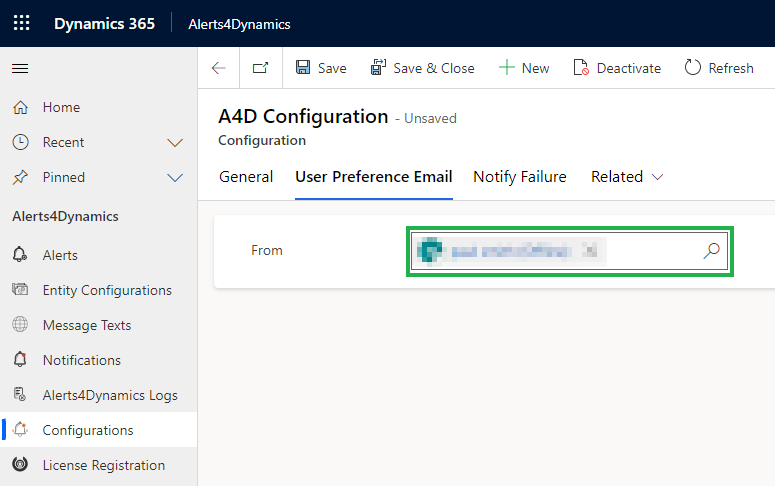 Dynamics 365
Alerts4Dynamics
Save
Save & Close
New
Deactivate
Refresh
Home
Recent
Pinned
Alerts4Dynamics
Alerts
Entity Configurations
Message Texts
Notifications
Alerts4Dynamics Logs
Configurations
License Registration
A4D Configuration - Unsaved
Configuration
General
User Preference Email
Notify Failure
Related
From